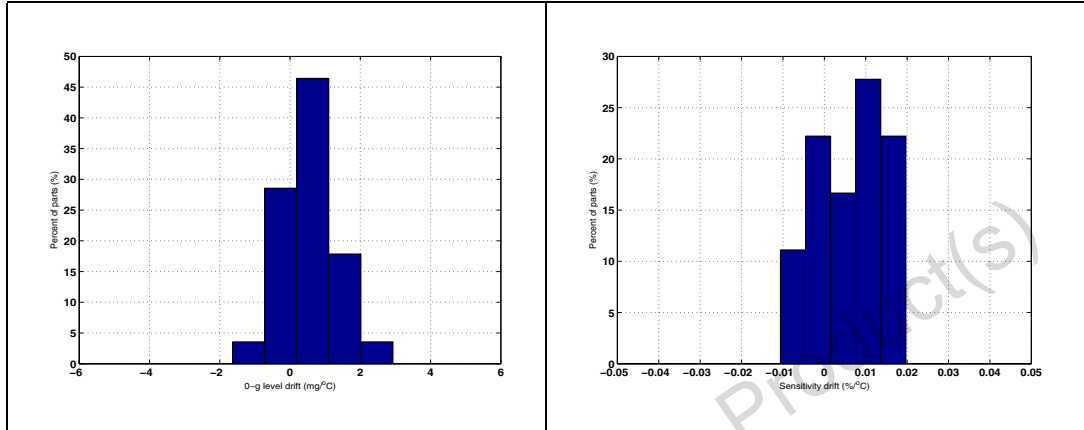 50
45
40
35
30
25
20
15
10
5
0
Percent of parts (%)
−6 −4 −2 0 2 4 6
0−g level drift (mg/°C)
30
25
20
15
10
5
0
Percent of parts (%)
−0.05 −0.04 −0.03 −0.02 −0.01 0 0.01 0.02 0.03 0.04 0.05
Sensitivity drift (%/°C)
Product(s)